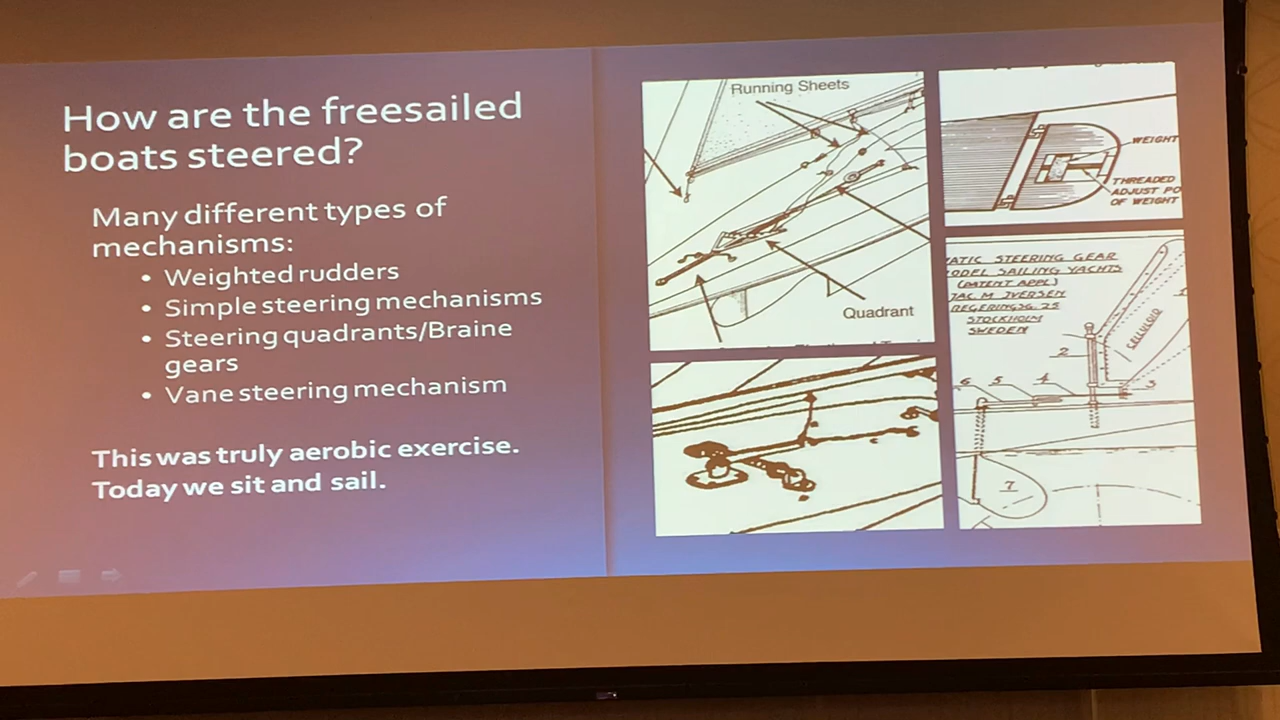 How are the freesailed
boats steered?
Many different types of
mechanisms:
• Weighted rudders
• Simple steering mechanisms
• Steering quadrants/Braine
gears
• Vane steering mechanism
This was truly aerobic exercise.
Today we sit and sail.
Running Sheets
Quadrant
WEIGHT
THREADED
ADJUST PO
OF WEIGHT
ATIC STEERING GEAR
ODEL SAILING YACHTS
(PATENT APPL.)
JAC. M. IVERSEN
REGERINGSG. 25
STOCKHOLM
SWEDEN
CELLULOID
1
2
3
4
5
6
7